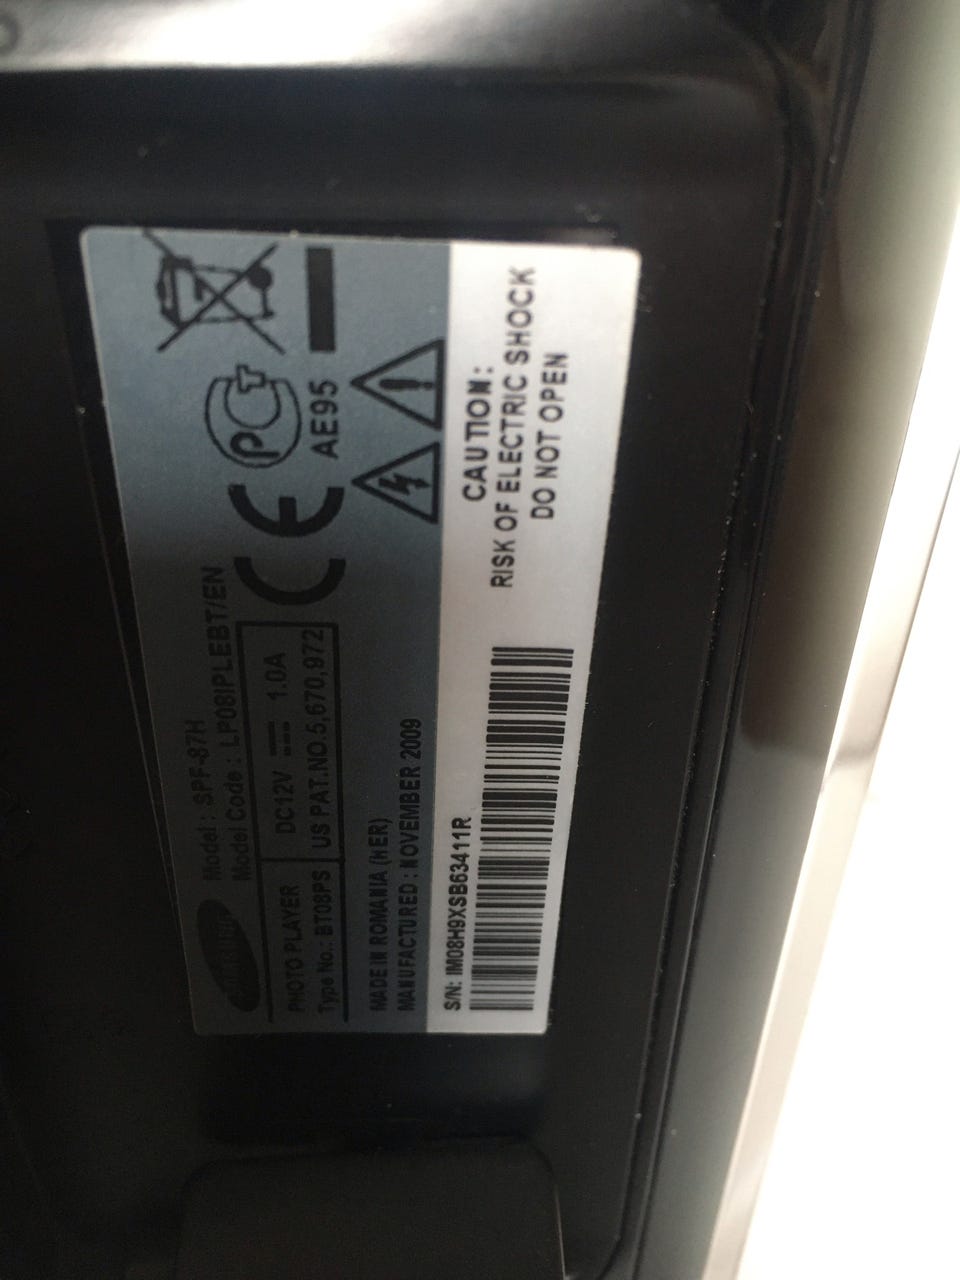 SAMSUNG
Model : SPF-87H
Model Code : LP08IPLEBT/EN
PHOTO PLAYER DC12V 1.0A
Type No.: BT08PS US PAT.NO.5,670,972
MADE IN ROMANIA (HER)
MANUFACTURED : NOVEMBER 2009
CE
PCT
AE95
S/N: IM08H9XSB63411R
CAUTION:
RISK OF ELECTRIC SHOCK
DO NOT OPEN